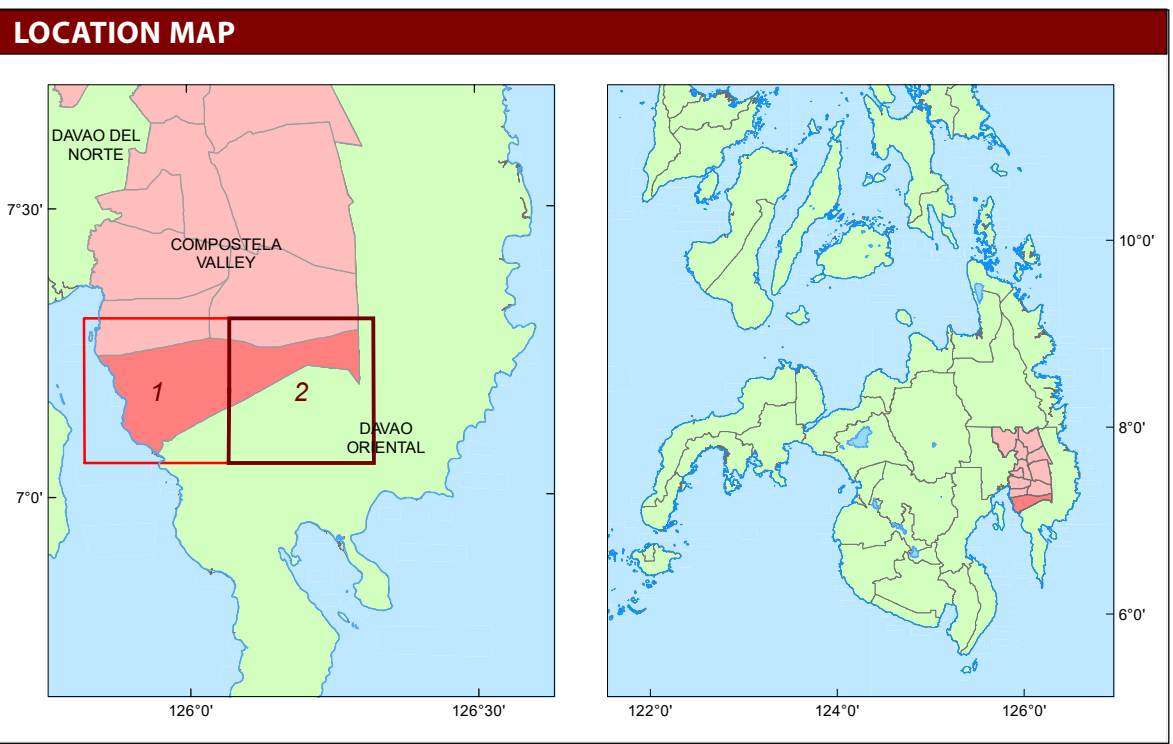 LOCATION MAP
DAVAO DEL
NORTE
7°30'
COMPOSTELA
VALLEY
1
2
DAVAO
ORIENTAL
7°0'
126°0'
126°30'
10°0'
8°0'
6°0'
122°0'
124°0'
126°0'